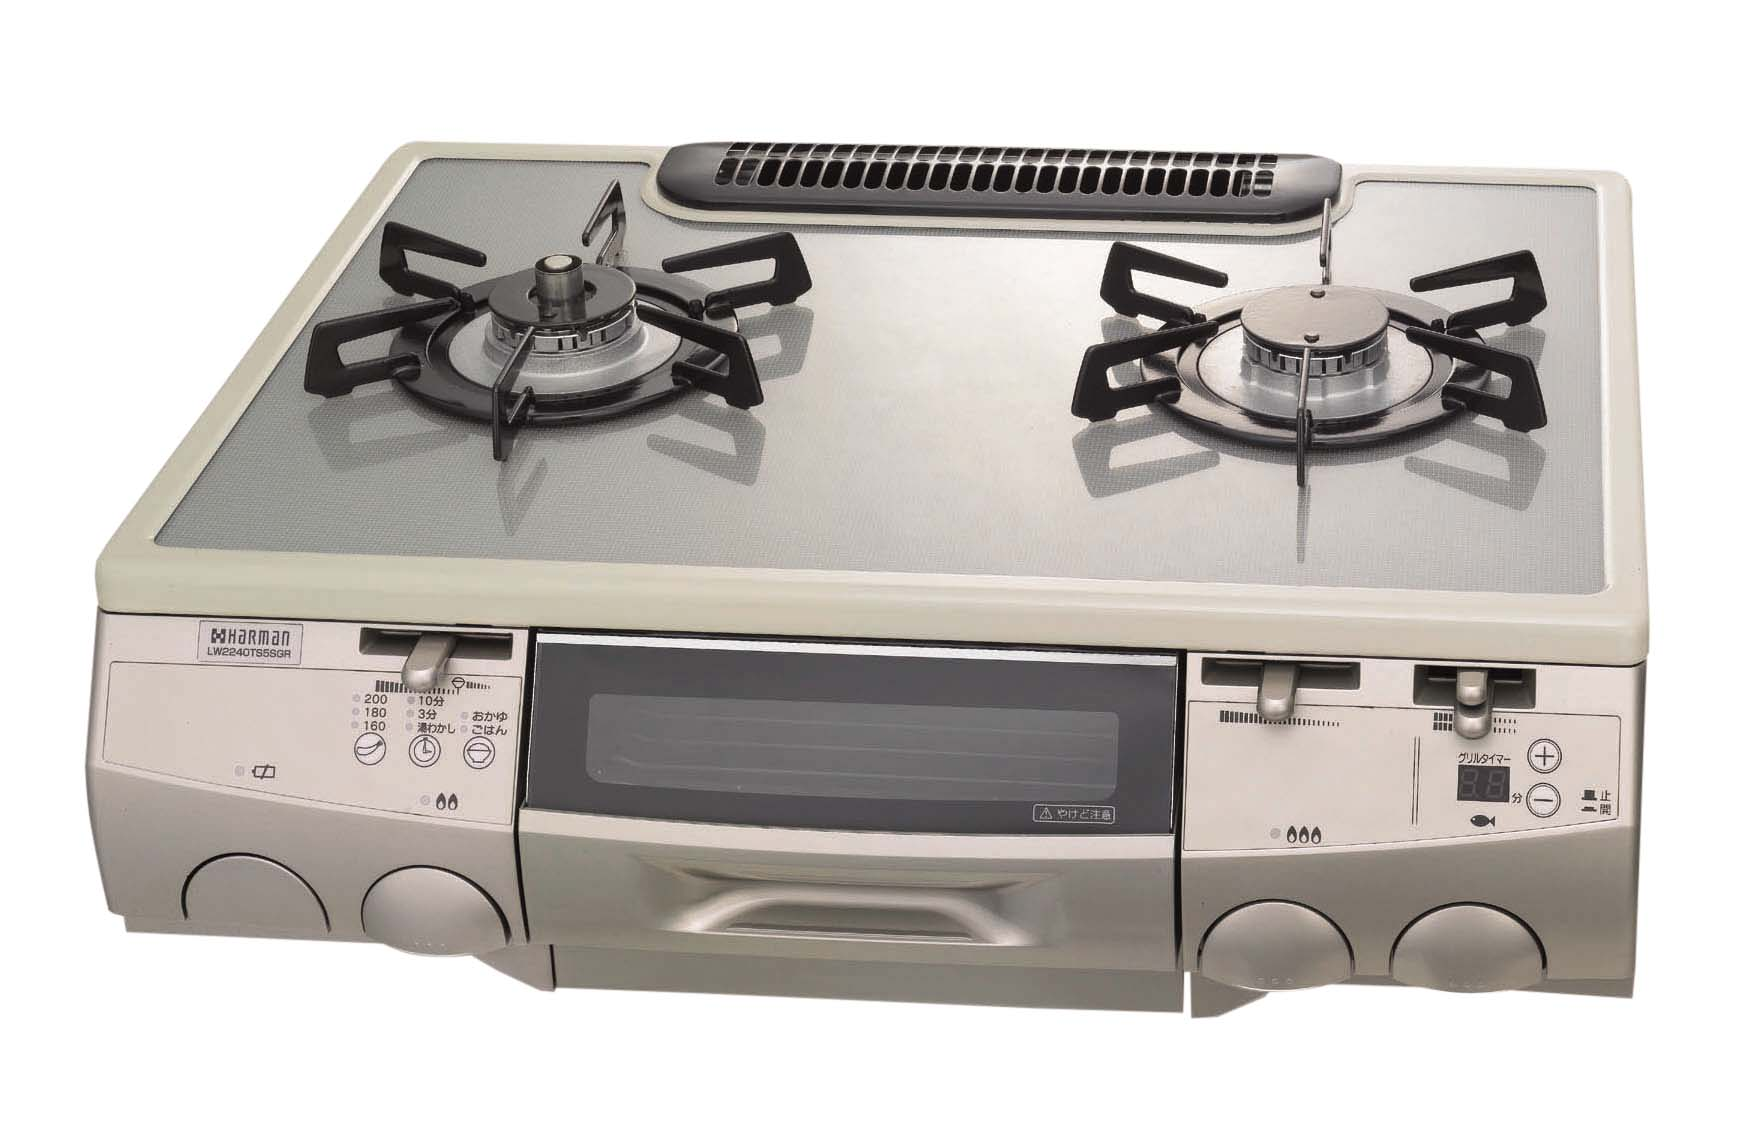 HARMAN
LW2240TS5SGR
200
180
160
10分
3分
湯わかし
おかゆ
ごはん
やけど注意
グリルタイマー
88
分
止
開